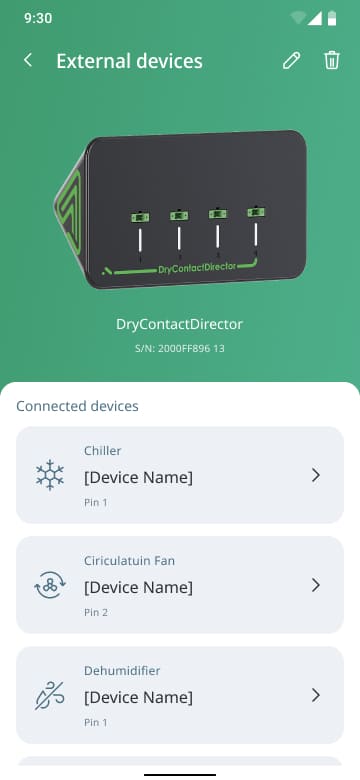 9:30
External devices
DryContactDirector
DryContactDirector
S/N: 2000FF896 13
Connected devices
Chiller
[Device Name]
Pin 1
Ciriculatuin Fan
[Device Name]
Pin 2
Dehumidifier
[Device Name]
Pin 1